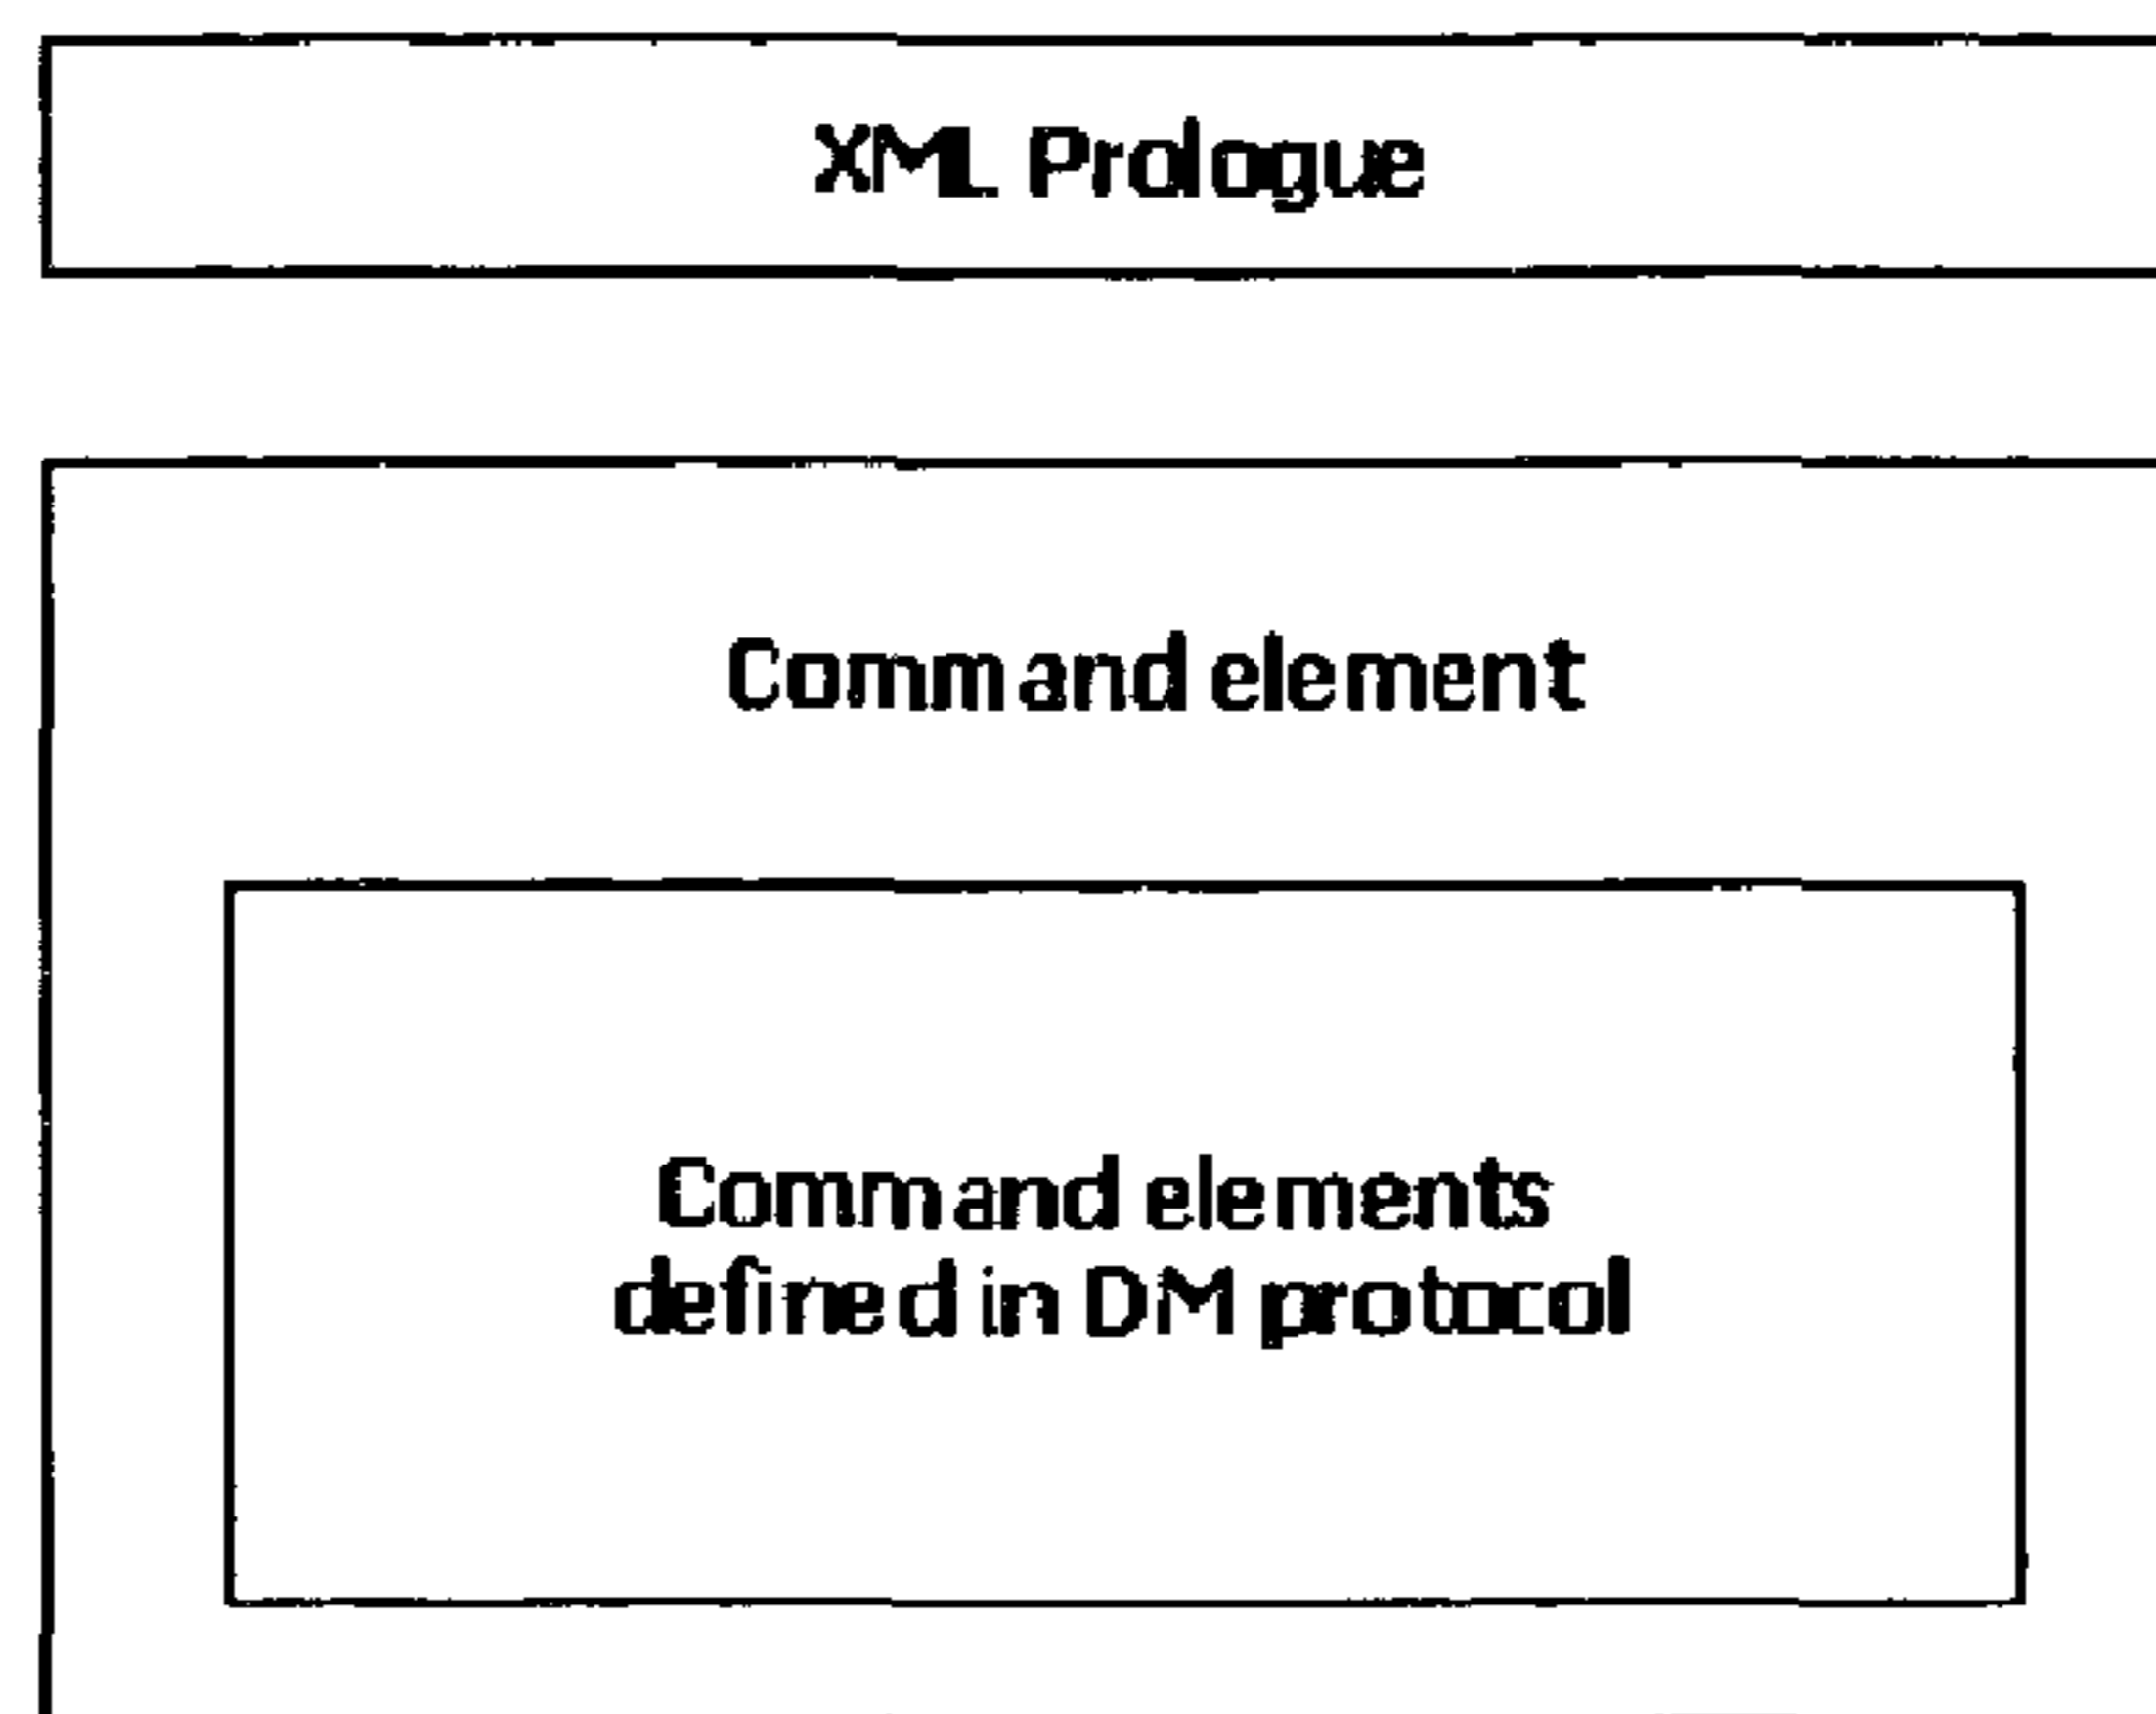 XML Prologue
Command element
Command elements
defined in DM protocol